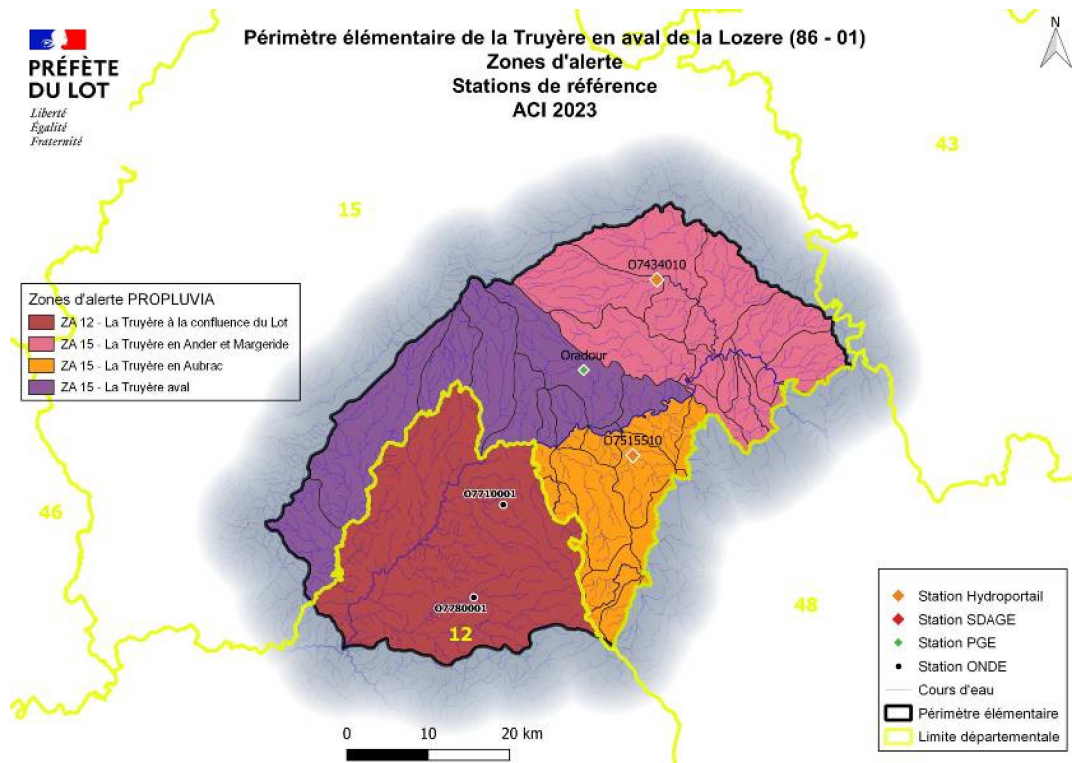 Périmètre élémentaire de la Truyère en aval de la Lozere (86 - 01)
Zones d'alerte
Stations de référence
ACI 2023
N
PRÉFÈTE
DU LOT
Liberté
Égalité
Fraternité
43
15
Zones d'alerte PROPLUVIA
ZA 12 - La Truyère à la confluence du Lot
ZA 15 - La Truyère en Ander et Margeride
ZA 15 - La Truyère en Aubrac
ZA 15 - La Truyère aval
O7434010
Oradour
O7515510
O7710001
46
O7780001
12
48
Station Hydroportail
Station SDAGE
Station PGE
Station ONDE
Cours d'eau
Périmètre élémentaire
Limite départementale
0 10 20 km